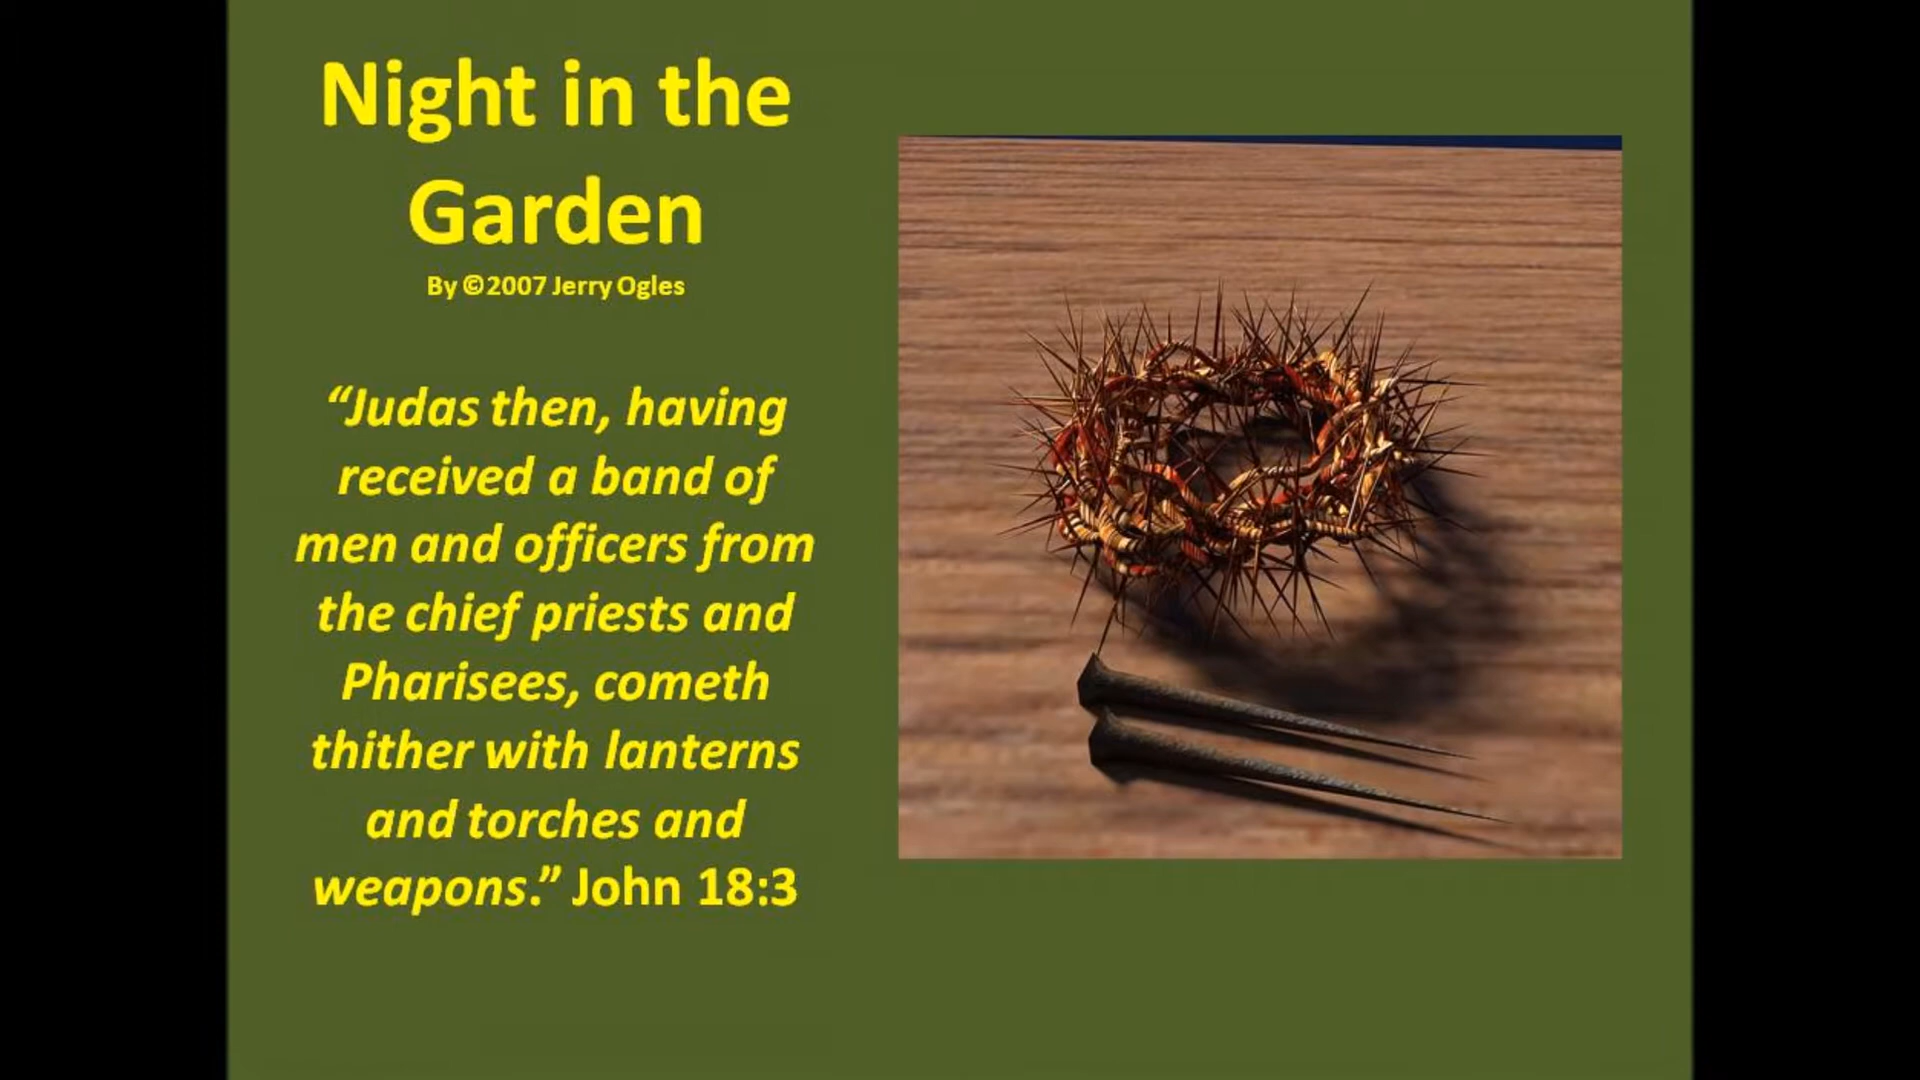 Night in the
Garden
By ©2007 Jerry Ogles
“Judas then, having
received a band of
men and officers from
the chief priests and
Pharisees, cometh
thither with lanterns
and torches and
weapons.” John 18:3